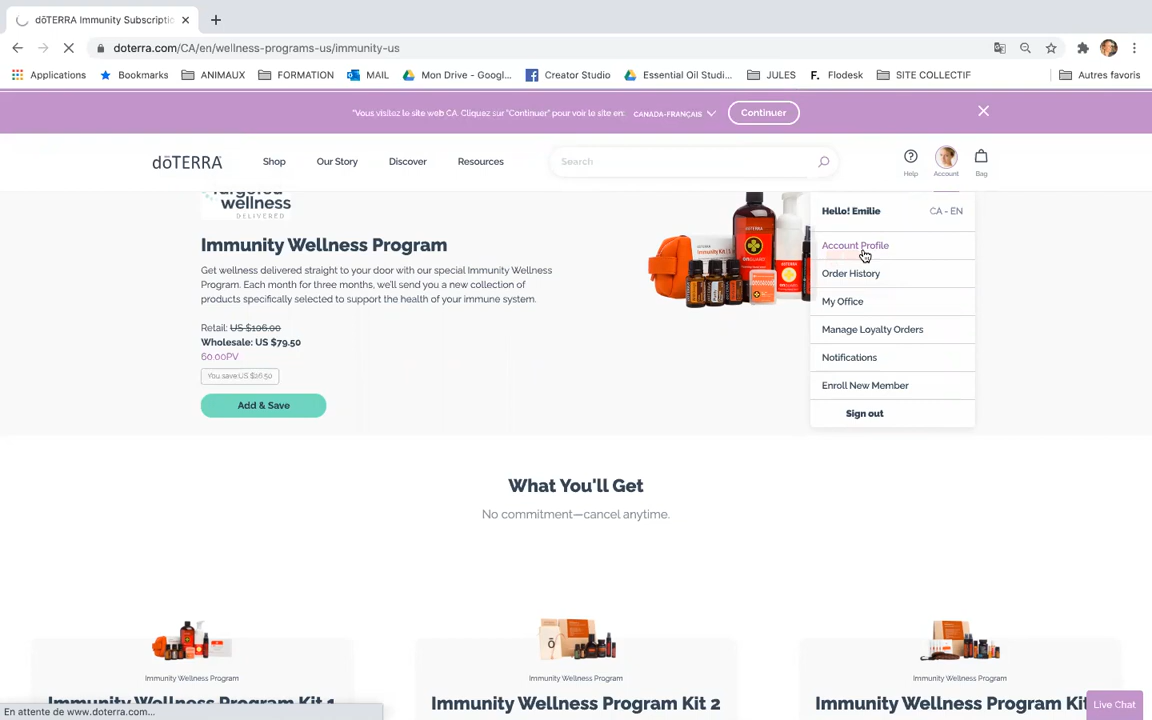 dōTERRA Immunity Subscriptio
doterra.com/CA/en/wellness-programs-us/immunity-us
Applications
Bookmarks
ANIMAUX
FORMATION
MAIL
Mon Drive - Googl...
Creator Studio
Essential Oil Studi...
JULES
Flodesk
SITE COLLECTIF
Autres favoris
"Vous visitez le site web CA. Cliquez sur "Continuer" pour voir le site en:
CANADA-FRANÇAIS
Continuer
dōTERRA
Shop
Our Story
Discover
Resources
Search
Help
Account
Bag
targeted
wellness
DELIVERED
Immunity Wellness Program
Get wellness delivered straight to your door with our special Immunity Wellness
Program. Each month for three months, we'll send you a new collection of
products specifically selected to support the health of your immune system.
Retail: US $106.00
Wholesale: US $79.50
60.00PV
You save:US $26.50
Add & Save
Hello! Emilie
CA - EN
Account Profile
Order History
My Office
Manage Loyalty Orders
Notifications
Enroll New Member
Sign out
What You'll Get
No commitment—cancel anytime.
Immunity Wellness Program
Immunity Wellness Program
Immunity Wellness Program
Immunity Wellness Program Kit 1
Immunity Wellness Program Kit 2
Immunity Wellness Program Kit
Live Chat
En attente de www.doterra.com...